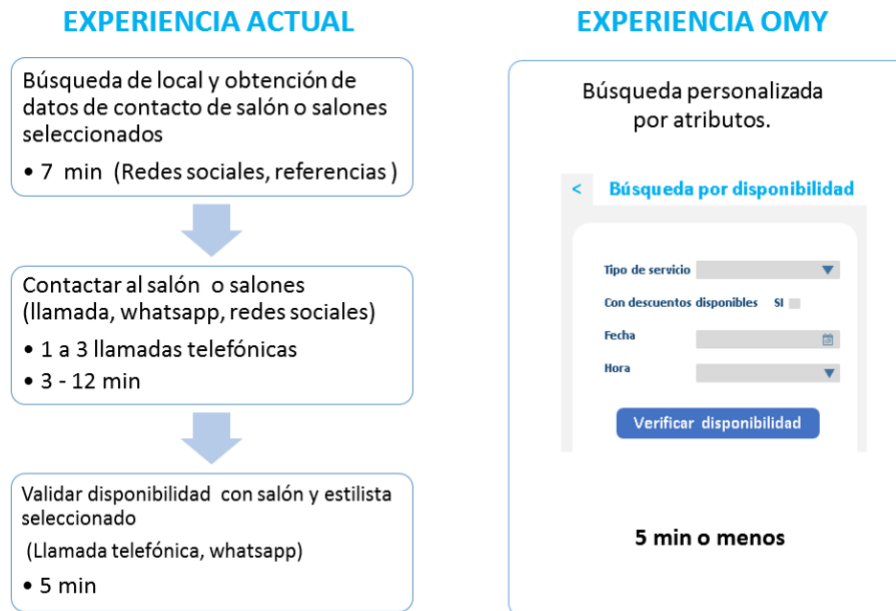 EXPERIENCIA ACTUAL
Búsqueda de local y obtención de
datos de contacto de salón o salones
seleccionados
• 7 min (Redes sociales, referencias )
Contactar al salón o salones
(llamada, whatsapp, redes sociales)
• 1 a 3 llamadas telefónicas
• 3 - 12 min
Validar disponibilidad con salón y estilista
seleccionado
(Llamada telefónica, whatsapp)
• 5 min
EXPERIENCIA OMY
Búsqueda personalizada
por atributos.
< Búsqueda por disponibilidad
Tipo de servicio
Con descuentos disponibles SI
Fecha
Hora
Verificar disponibilidad
5 min o menos